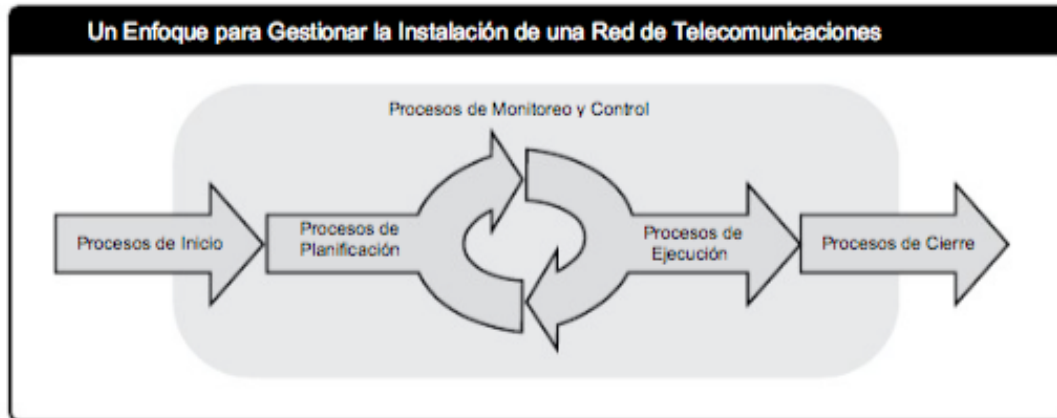 Un Enfoque para Gestionar la Instalación de una Red de Telecomunicaciones
Procesos de Monitoreo y Control
Procesos de Inicio
Procesos de
Planificación
Procesos de
Ejecución
Procesos de Cierre